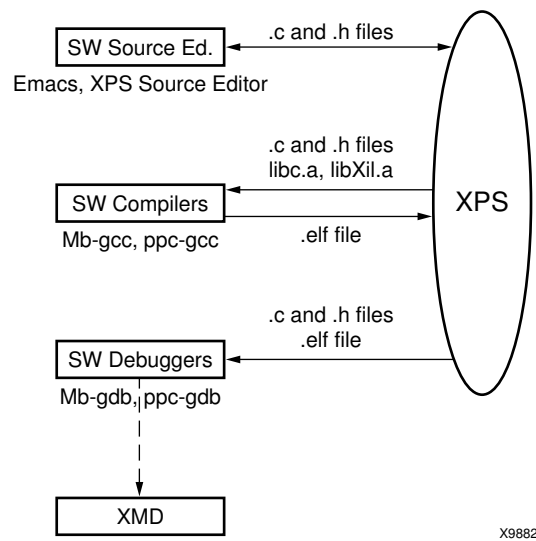 .c and .h files
SW Source Ed.
Emacs, XPS Source Editor
.c and .h files
libc.a, libXil.a
SW Compilers
XPS
Mb-gcc, ppc-gcc
.elf file
.c and .h files
.elf file
SW Debuggers
Mb-gdb, ppc-gdb
XMD
X9882